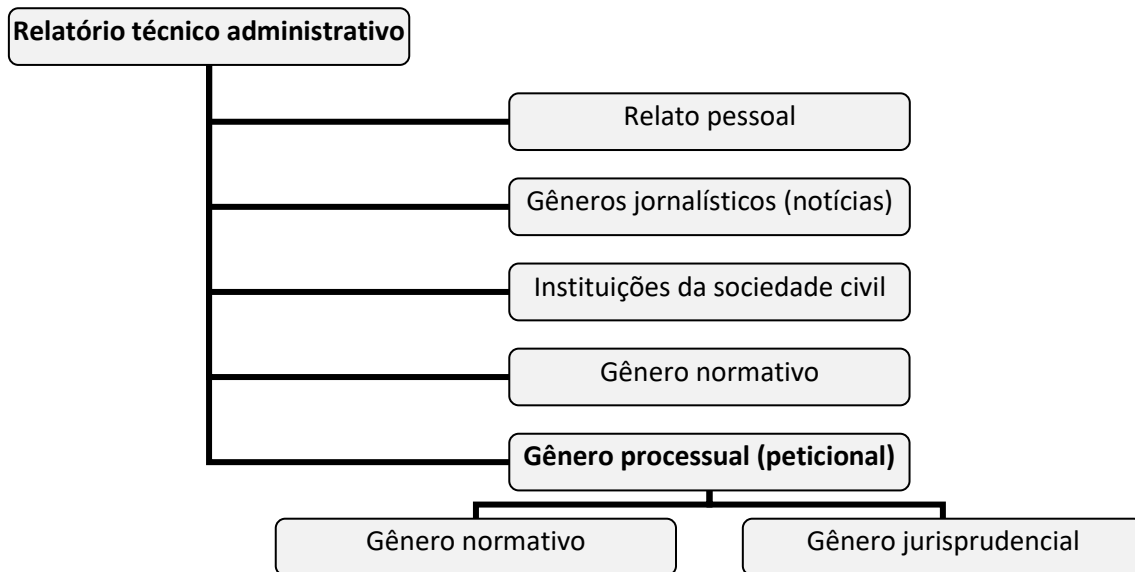 Relatório técnico administrativo
Relato pessoal
Gêneros jornalísticos (notícias)
Instituições da sociedade civil
Gênero normativo
Gênero processual (peticional)
Gênero normativo
Gênero jurisprudencial